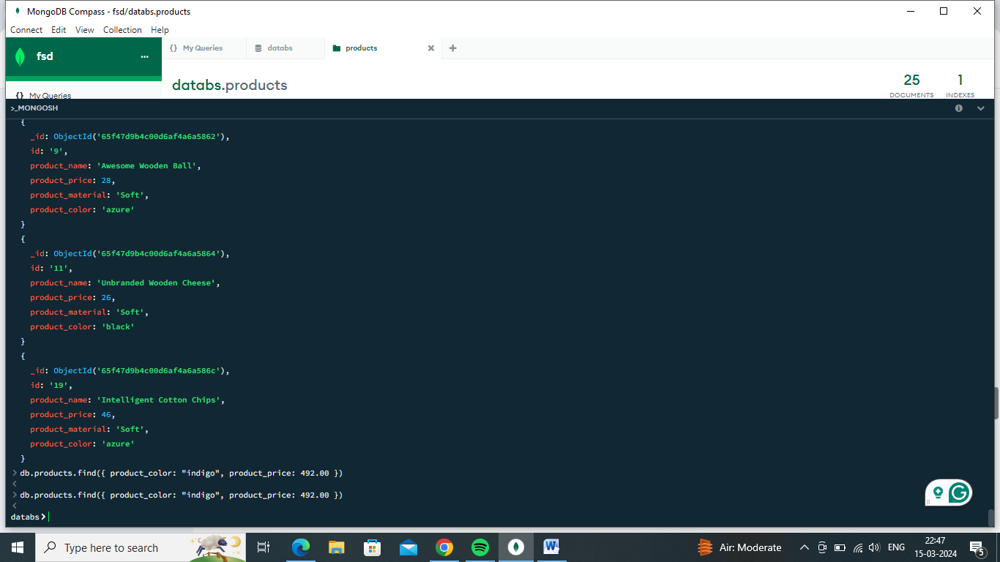 MongoDB Compass - fsd/databs.products
Connect Edit View Collection Help
fsd
...
{} My Queries
databs
products
{} My Queries
databs.products
25
DOCUMENTS
1
INDEXES
>_MONGOSH
{
_id: ObjectId('65f47d9b4c00d6af4a6a5862'),
id: '9',
product_name: 'Awesome Wooden Ball',
product_price: 28,
product_material: 'Soft',
product_color: 'azure'
}
{
_id: ObjectId('65f47d9b4c00d6af4a6a5864'),
id: '11',
product_name: 'Unbranded Wooden Cheese',
product_price: 26,
product_material: 'Soft',
product_color: 'black'
}
{
_id: ObjectId('65f47d9b4c00d6af4a6a586c'),
id: '19',
product_name: 'Intelligent Cotton Chips',
product_price: 46,
product_material: 'Soft',
product_color: 'azure'
}
> db.products.find({ product_color: "indigo", product_price: 492.00 })
<
> db.products.find({ product_color: "indigo", product_price: 492.00 })
<
databs>
Type here to search
Air: Moderate
ENG
22:47
15-03-2024
5